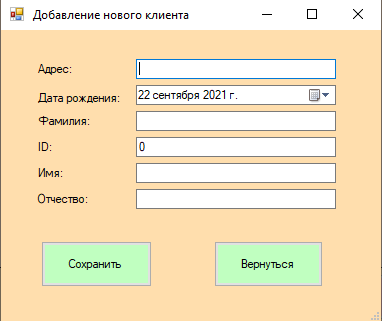 Добавление нового клиента
Адрес:
Дата рождения: 22 сентября 2021 г.
Фамилия:
ID: 0
Имя:
Отчество:
Сохранить Вернуться